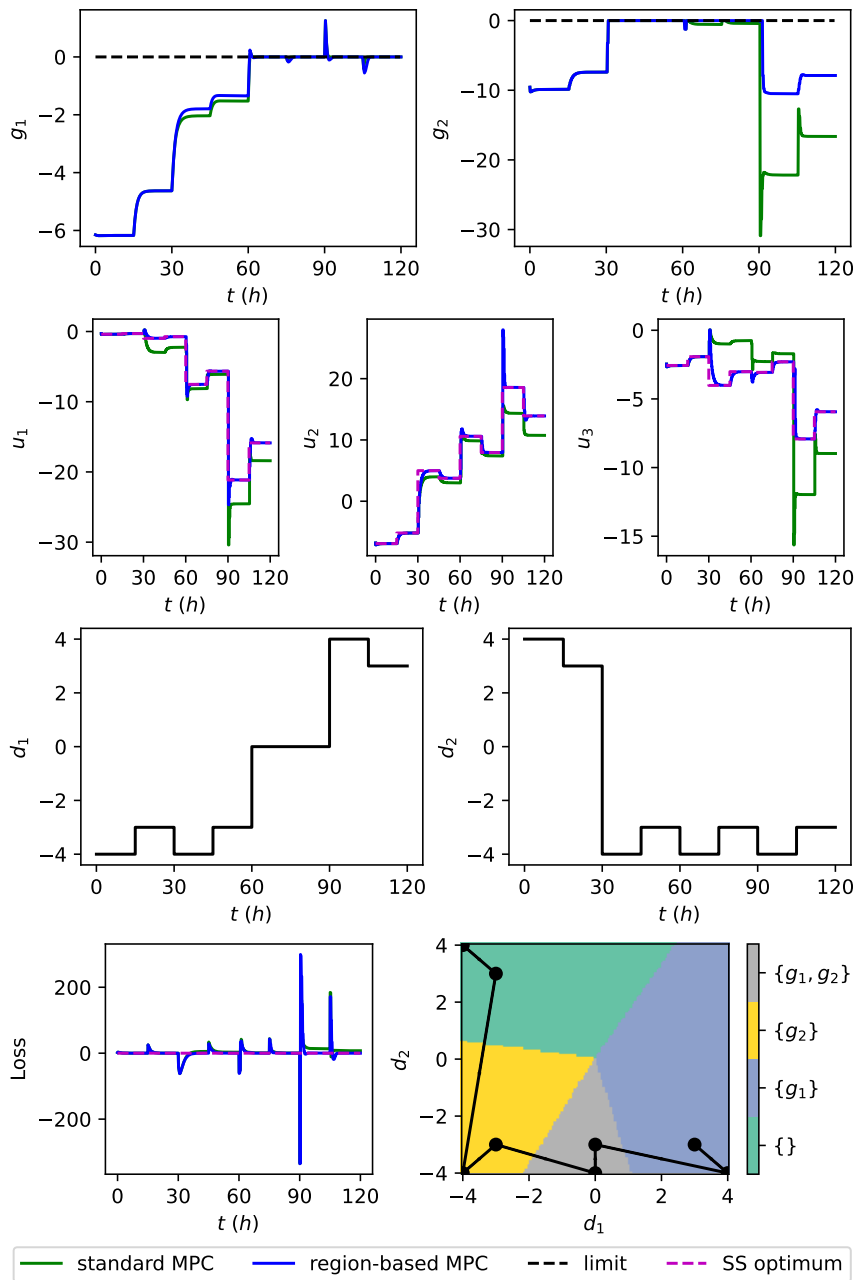 0
−2
−4
−6
g₁
0 30 60 90 120
t (h)
0
−10
−20
−30
g₂
0 30 60 90 120
t (h)
0
−10
−20
−30
u₁
0 30 60 90 120
t (h)
20
10
0
u₂
0 30 60 90 120
t (h)
0
−5
−10
−15
u₃
0 30 60 90 120
t (h)
4
2
0
−2
−4
d₁
0 30 60 90 120
t (h)
4
2
0
−2
−4
d₂
0 30 60 90 120
t (h)
200
0
−200
Loss
0 30 60 90 120
t (h)
4
2
0
−2
−4
d₂
−4 −2 0 2 4
d₁
{g₁, g₂}
{g₂}
{g₁}
{}
standard MPC region-based MPC limit SS optimum